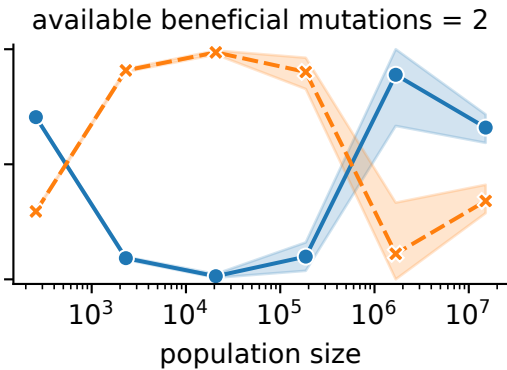 available beneficial mutations = 2
10³ 10⁴ 10⁵ 10⁶ 10⁷
population size